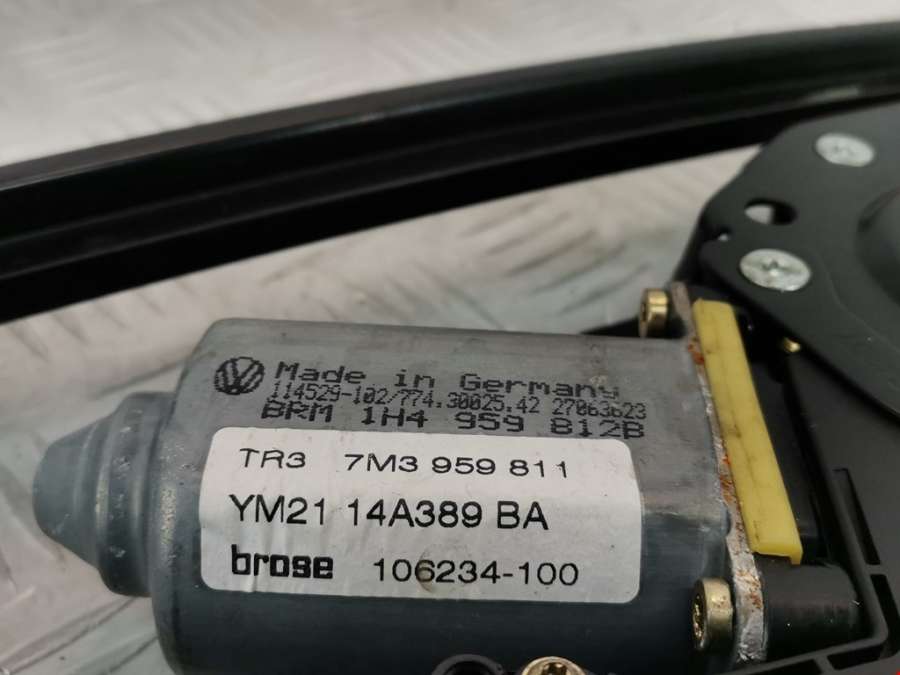 Made in Germany
114529-102/774.30025.42 27063623
BRM 1H4 959 812B
TR3 7M3 959 811
YM21 14A389 BA
brose 106234-100